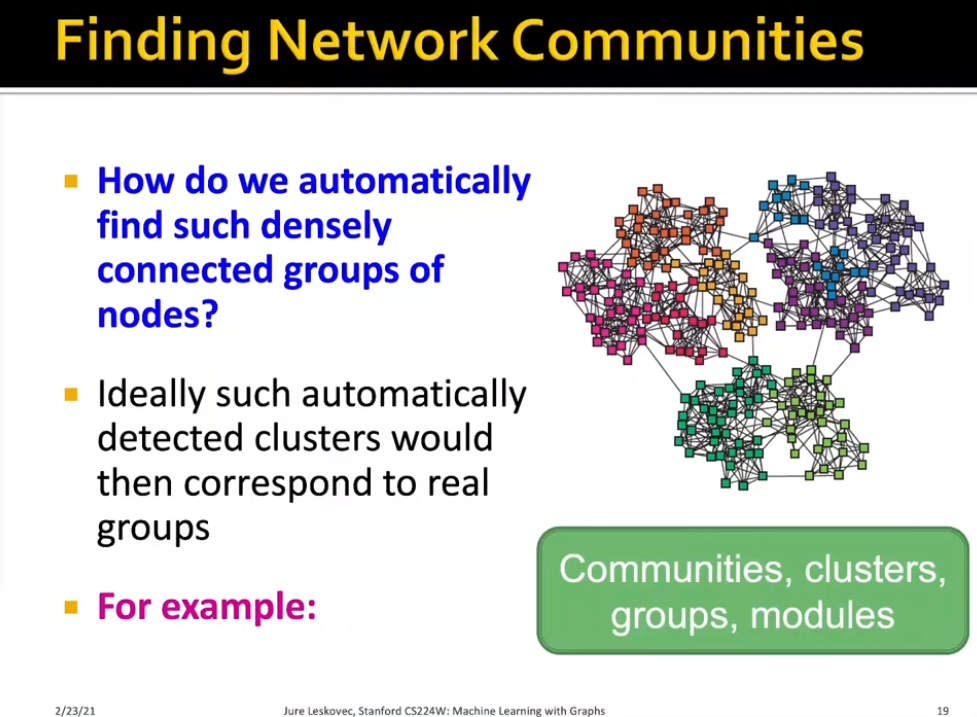 Finding Network Communities
How do we automatically
find such densely
connected groups of
nodes?
Ideally such automatically
detected clusters would
then correspond to real
groups
For example:
Communities, clusters,
groups, modules
2/23/21
Jure Leskovec, Stanford CS224W: Machine Learning with Graphs
19